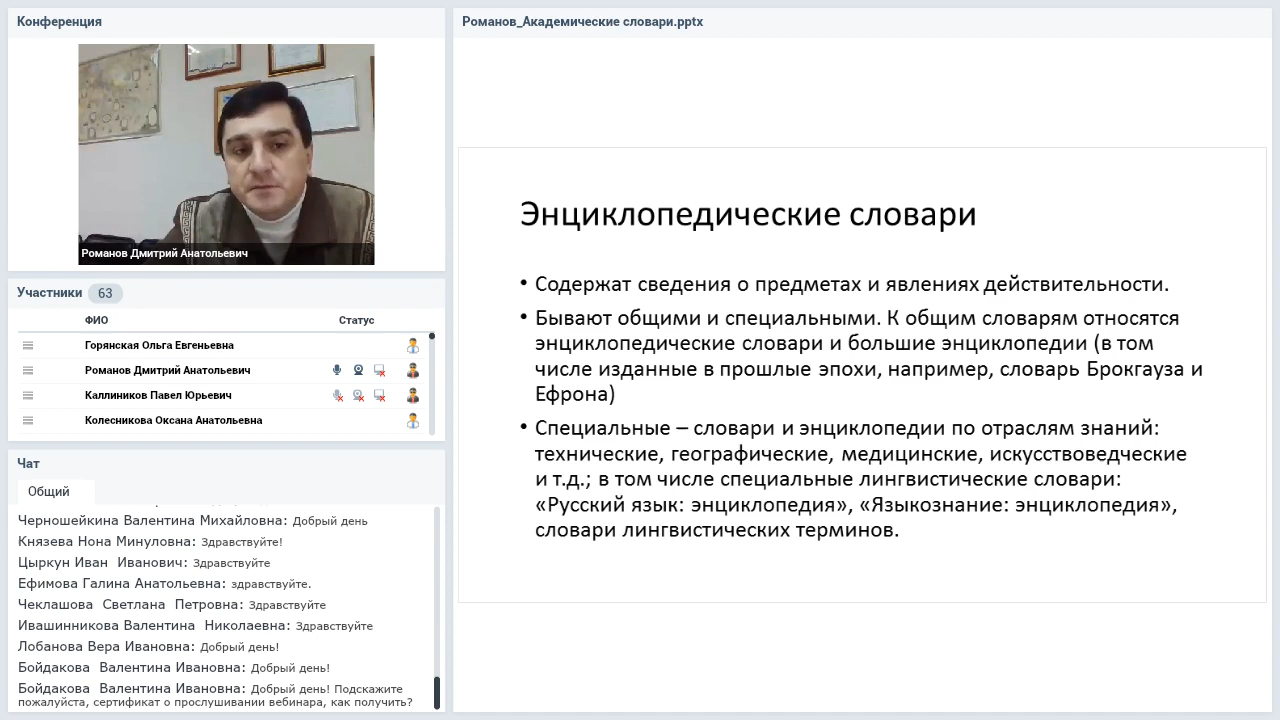 Конференция
Романов Дмитрий Анатольевич
Участники 63
ФИО Статус
Горянская Ольга Евгеньевна
Романов Дмитрий Анатольевич
Каллиников Павел Юрьевич
Колесникова Оксана Анатольевна
Чат
Общий
Черношейкина Валентина Михайловна: Добрый день
Князева Нона Минуловна: Здравствуйте!
Цыркун Иван Иванович: Здравствуйте
Ефимова Галина Анатольевна: здравствуйте.
Чеклашова Светлана Петровна: Здравствуйте
Ивашинникова Валентина Николаевна: Здравствуйте
Лобанова Вера Ивановна: Добрый день!
Бойдакова Валентина Ивановна: Добрый день!
Бойдакова Валентина Ивановна: Добрый день! Подскажите
пожалуйста, сертификат о прослушивании вебинара, как получить?
Романов_Академические словари.pptx
Энциклопедические словари
• Содержат сведения о предметах и явлениях действительности.
• Бывают общими и специальными. К общим словарям относятся
энциклопедические словари и большие энциклопедии (в том
числе изданные в прошлые эпохи, например, словарь Брокгауза и
Ефрона)
• Специальные – словари и энциклопедии по отраслям знаний:
технические, географические, медицинские, искусствоведческие
и т.д.; в том числе специальные лингвистические словари:
«Русский язык: энциклопедия», «Языкознание: энциклопедия»,
словари лингвистических терминов.